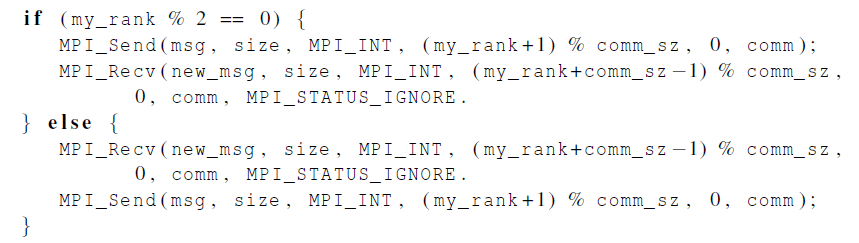 if (my_rank % 2 == 0) {
   MPI_Send(msg, size, MPI_INT, (my_rank+1) % comm_sz, 0, comm);
   MPI_Recv(new_msg, size, MPI_INT, (my_rank+comm_sz−1) % comm_sz,
         0, comm, MPI_STATUS_IGNORE.
} else {
   MPI_Recv(new_msg, size, MPI_INT, (my_rank+comm_sz−1) % comm_sz,
         0, comm, MPI_STATUS_IGNORE.
   MPI_Send(msg, size, MPI_INT, (my_rank+1) % comm_sz, 0, comm);
}